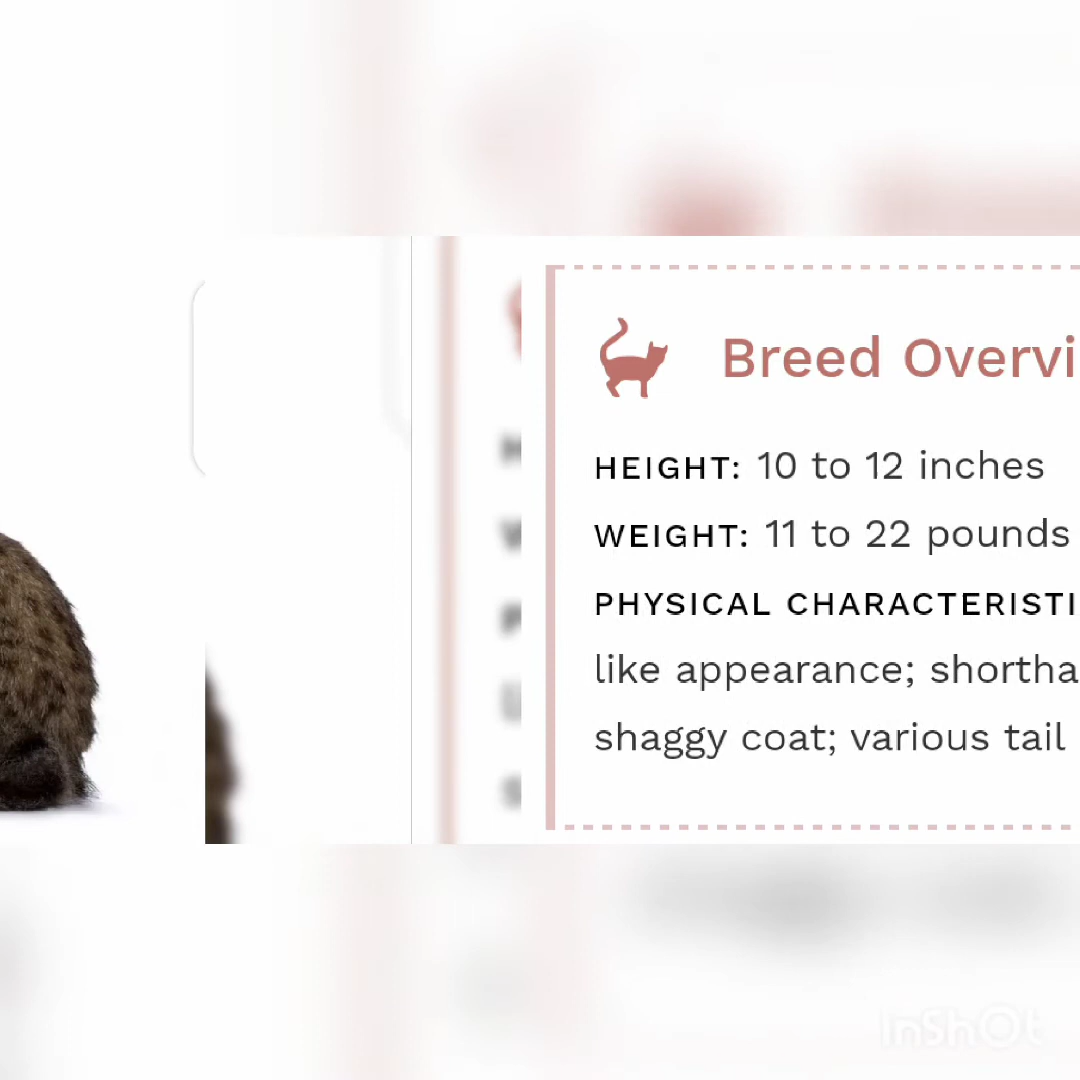 Breed Overvi
HEIGHT: 10 to 12 inches
WEIGHT: 11 to 22 pounds
PHYSICAL CHARACTERISTI
like appearance; shortha
shaggy coat; various tail
InShOt